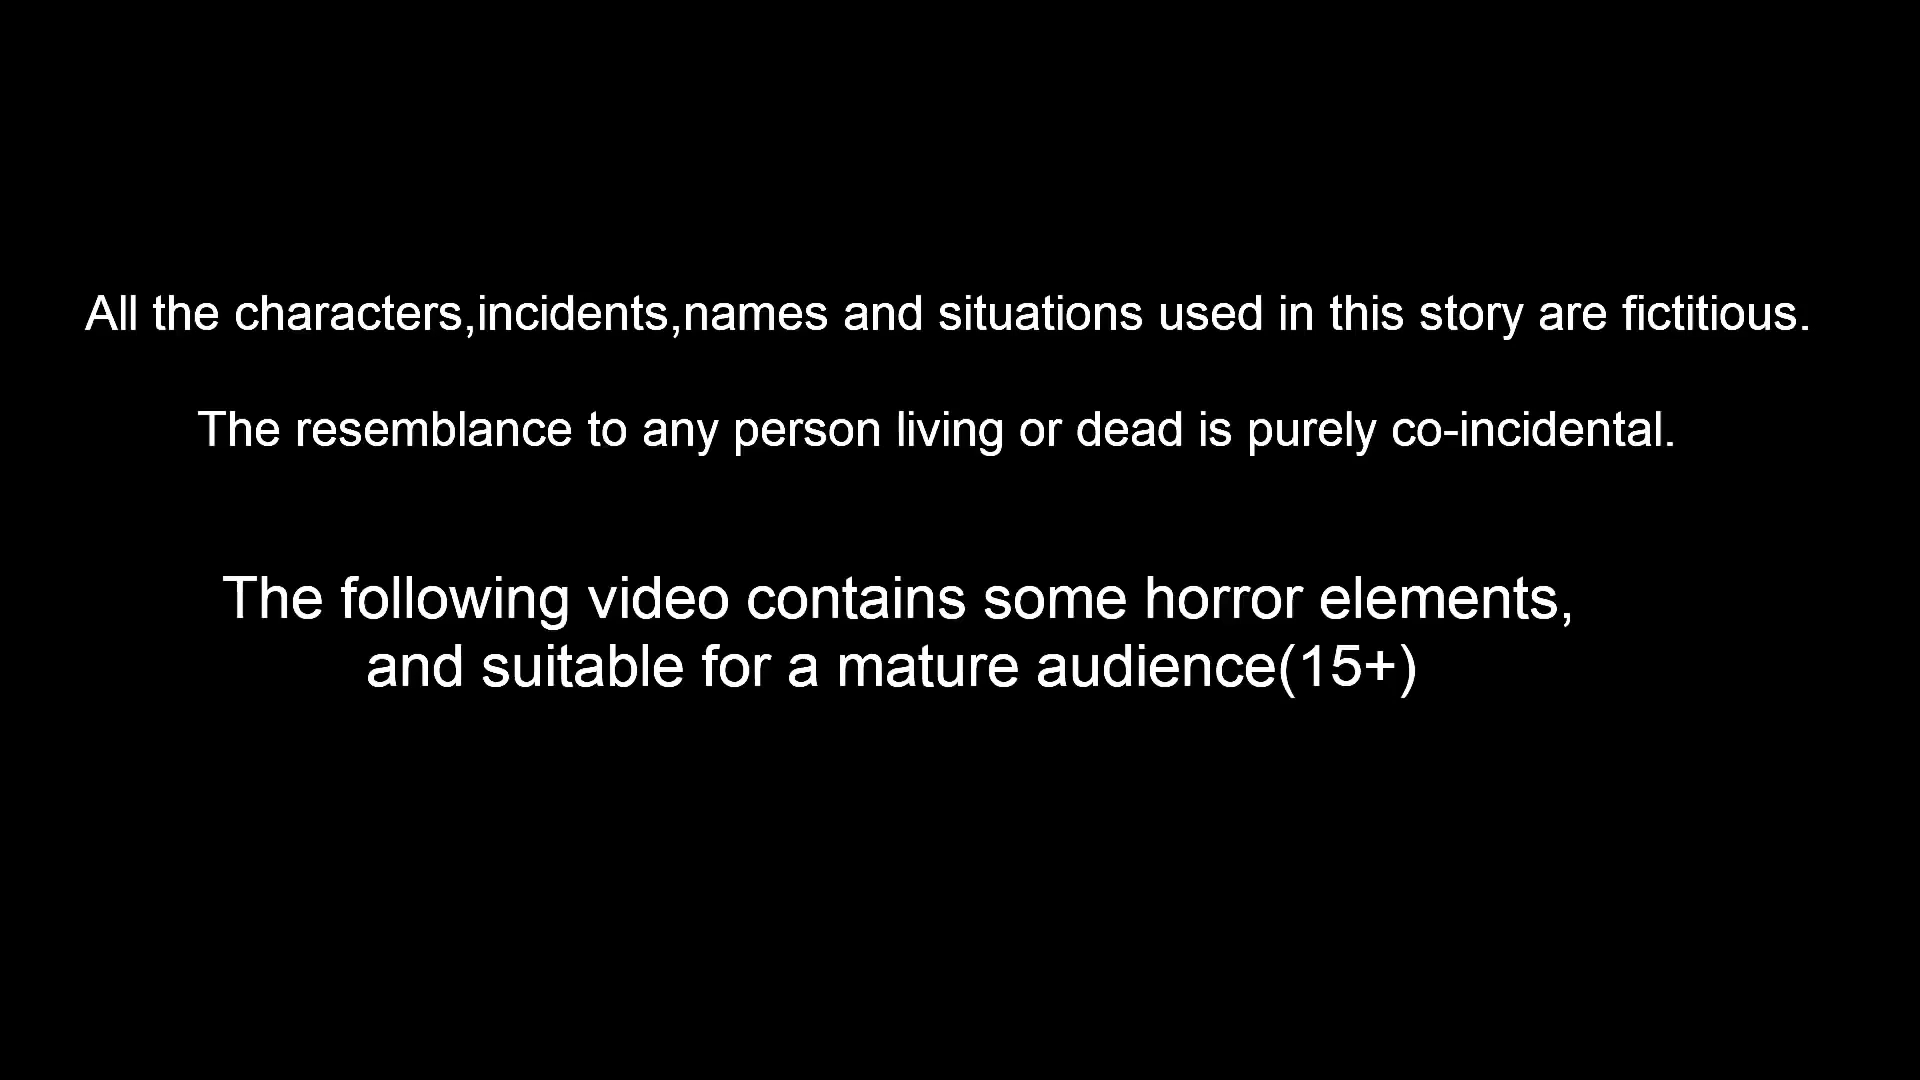 All the characters,incidents,names and situations used in this story are fictitious.
The resemblance to any person living or dead is purely co-incidental.
The following video contains some horror elements,
and suitable for a mature audience(15+)